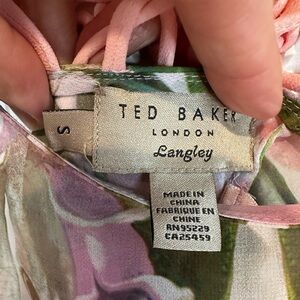 TED BAKER
LONDON
Langley
S
MADE IN
CHINA
FABRIQUE EN
CHINE
RN95229
CA25459